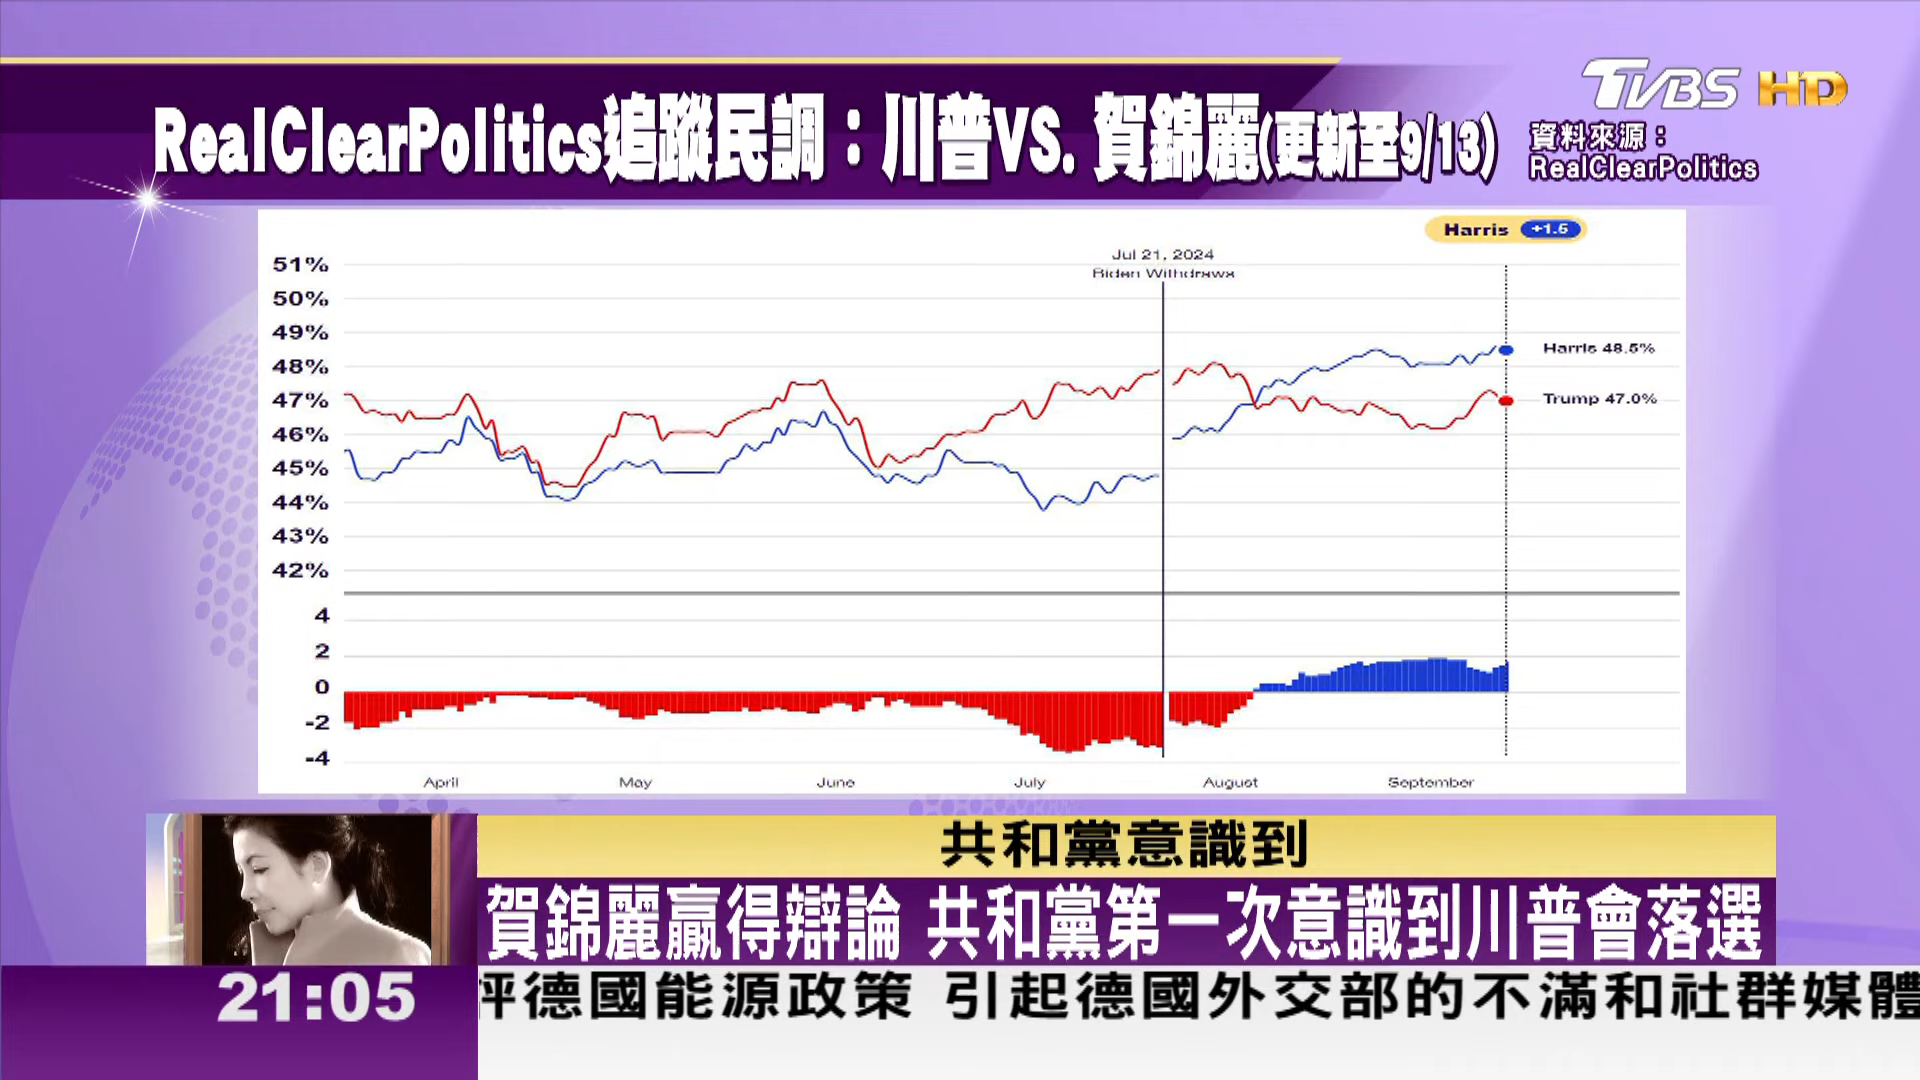 RealClearPolitics追蹤民調：川普VS. 賀錦麗(更新至9/13)
TVBS HD
資料來源：
RealClearPolitics
Harris +1.5
Jul 21, 2024
Biden Withdraws
51%
50%
49%
48%
47%
46%
45%
44%
43%
42%
Harris 48.5%
Trump 47.0%
4
2
0
-2
-4
April May June July August September
共和黨意識到
賀錦麗贏得辯論 共和黨第一次意識到川普會落選
21:05
評德國能源政策 引起德國外交部的不滿和社群媒體